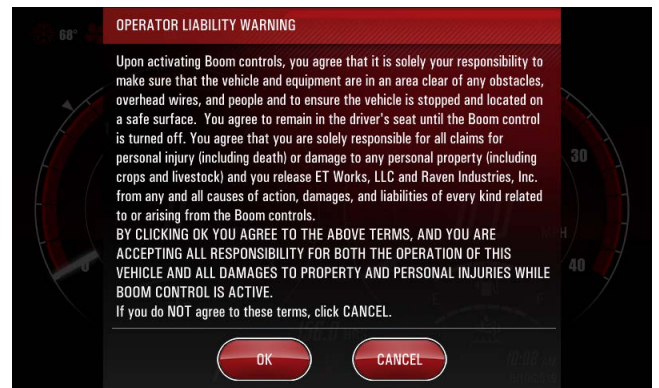 68°
OPERATOR LIABILITY WARNING
Upon activating Boom controls, you agree that it is solely your responsibility to
make sure that the vehicle and equipment are in an area clear of any obstacles,
overhead wires, and people and to ensure the vehicle is stopped and located on
a safe surface. You agree to remain in the driver's seat until the Boom control
is turned off. You agree that you are solely responsible for all claims for
personal injury (including death) or damage to any personal property (including
crops and livestock) and you release ET Works, LLC and Raven Industries, Inc.
from any and all causes of action, damages, and liabilities of every kind related
to or arising from the Boom controls.
BY CLICKING OK YOU AGREE TO THE ABOVE TERMS, AND YOU ARE
ACCEPTING ALL RESPONSIBILITY FOR BOTH THE OPERATION OF THIS
VEHICLE AND ALL DAMAGES TO PROPERTY AND PERSONAL INJURIES WHILE
BOOM CONTROL IS ACTIVE.
If you do NOT agree to these terms, click CANCEL.
30
40
0
OK
CANCEL